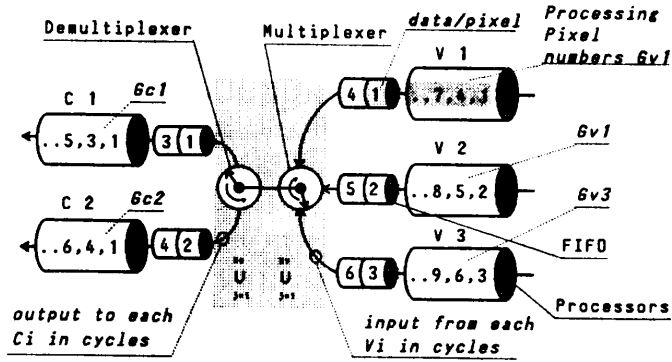 data/pixel
Processing
Pixel
numbers Gv1
Demultiplexer
Multiplexer
V 1
4 1
..7,4,1
C 1
Gc1
..5,3,1
3 1
V 2
Gv1
5 2
..8,5,2
C 2
Gc2
Gv3
..6,4,1
4 2
V 3
FIFO
6 3
..9,6,3
U
U
j=1
j=1
output to each
Ci in cycles
input from each
Vi in cycles
Processors